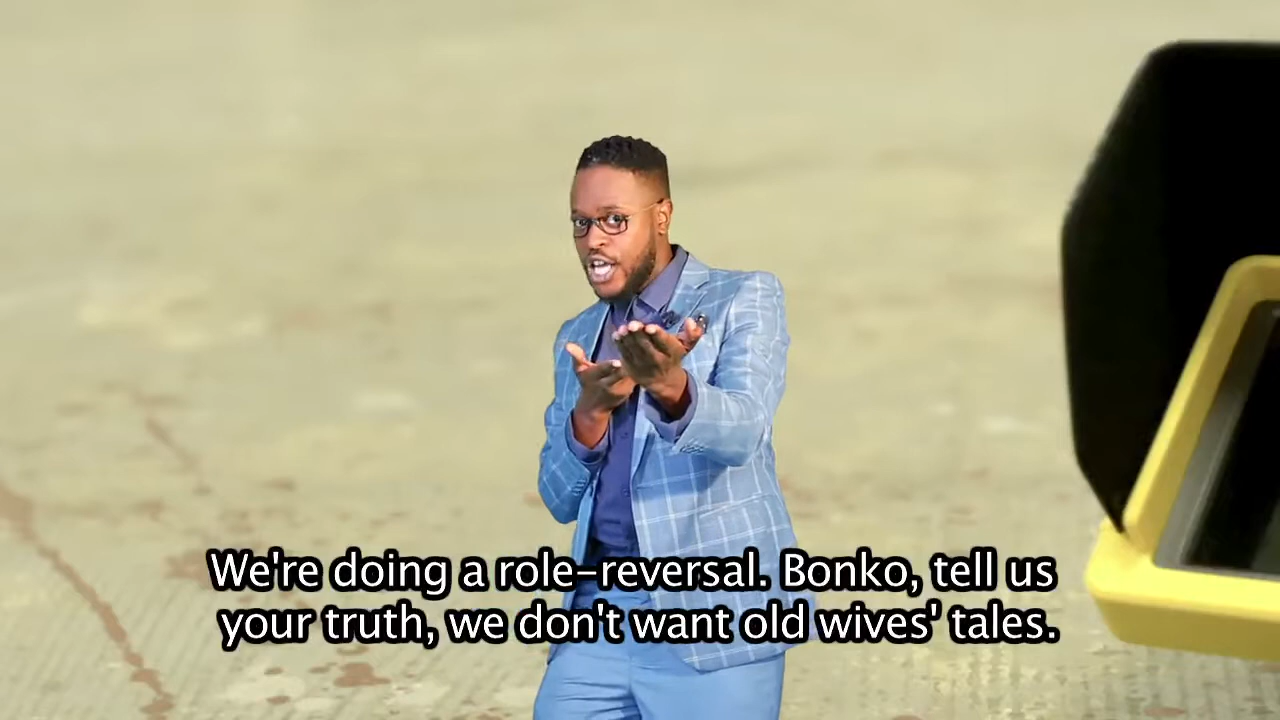 We're doing a role-reversal. Bonko, tell us
your truth, we don't want old wives' tales.